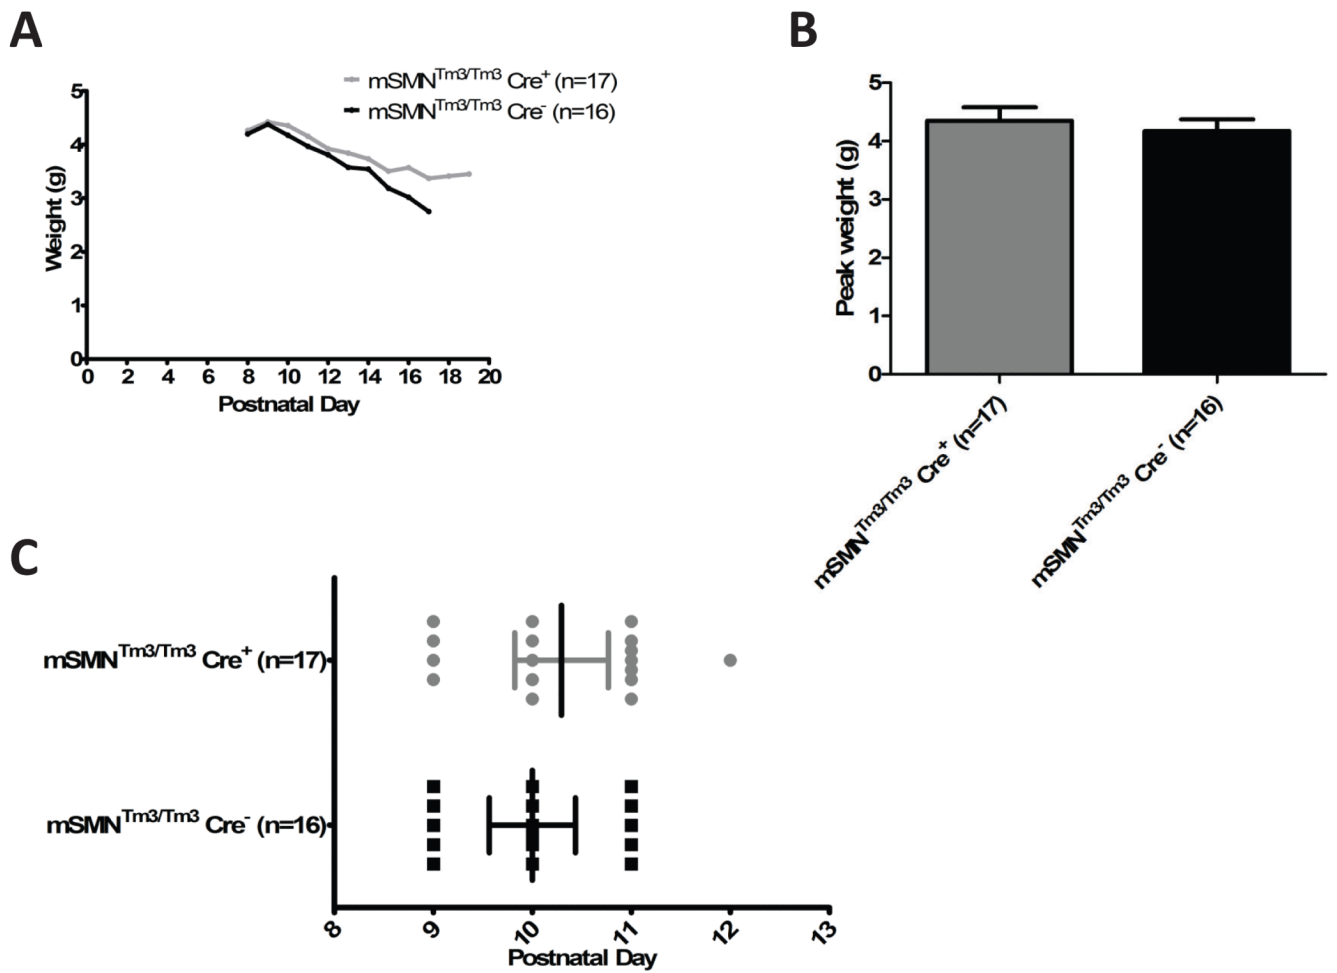 A
mSMN^Tm3/Tm3 Cre^+ (n=17)
mSMN^Tm3/Tm3 Cre^- (n=16)
5
4
3
2
1
0
Weight (g)
0 2 4 6 8 10 12 14 16 18 20
Postnatal Day
B
5
4
3
2
1
0
Peak weight (g)
mSMN^Tm3/Tm3 Cre^+ (n=17)
mSMN^Tm3/Tm3 Cre^- (n=16)
C
mSMN^Tm3/Tm3 Cre^+ (n=17)
mSMN^Tm3/Tm3 Cre^- (n=16)
8 9 10 11 12 13
Postnatal Day